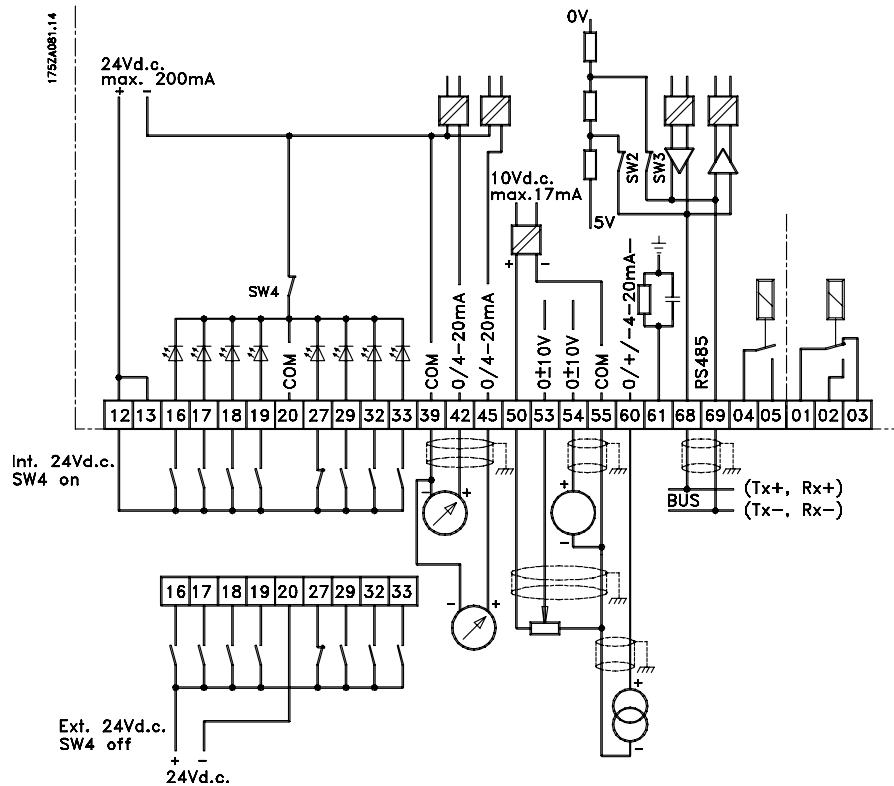 175ZA081.14
24Vd.c.
max. 200mA
+ −
0V
SW2
SW3
5V
10Vd.c.
max.17mA
+ −
SW4
COM
COM
0/4−20mA
0/4−20mA
0±10V
0±10V
COM
0/+/−4−20mA−
RS485
12 13 16 17 18 19 20 27 29 32 33 39 42 45 50 53 54 55 60 61 68 69 04 05 01 02 03
Int. 24Vd.c.
SW4 on
− +
+
−
BUS
(Tx+, Rx+)
(Tx−, Rx−)
16 17 18 19 20 27 29 32 33
− +
+
−
Ext. 24Vd.c.
SW4 off
+ −
24Vd.c.